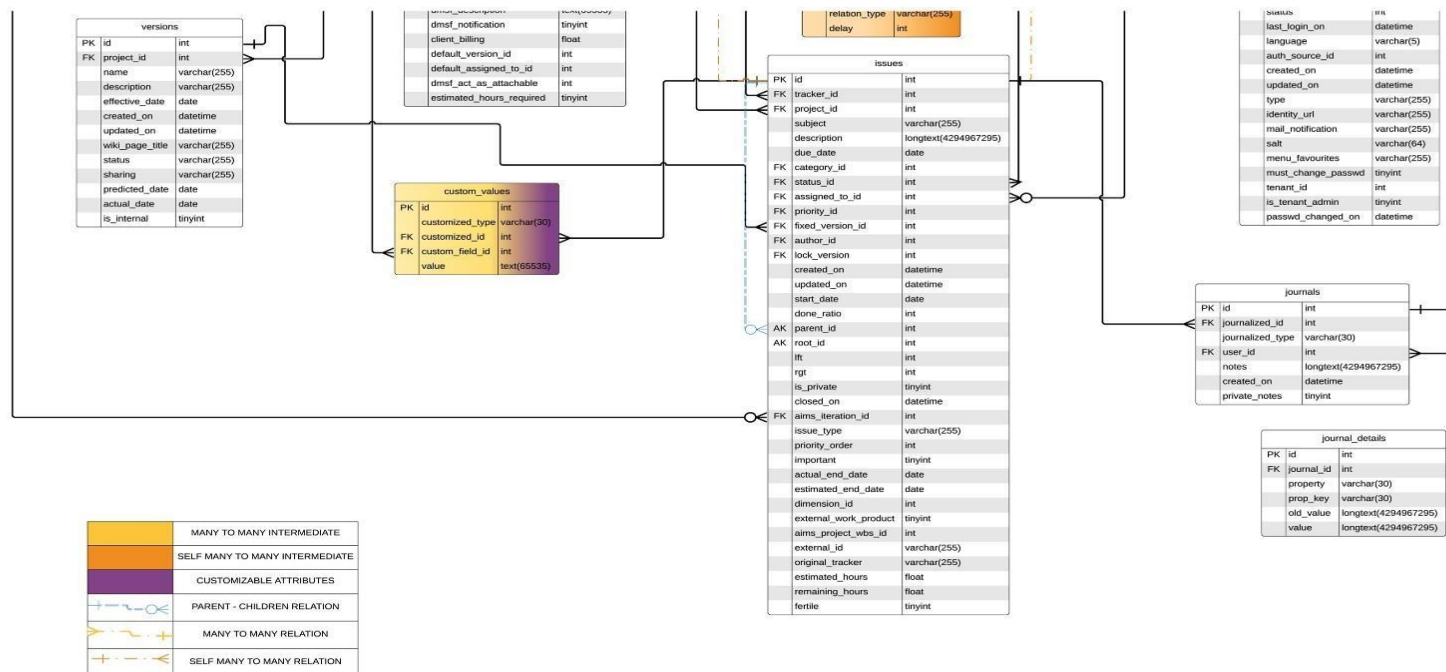 versions
PK id int
FK project_id int
name varchar(255)
description varchar(255)
effective_date date
created_on datetime
updated_on datetime
wiki_page_title varchar(255)
status varchar(255)
sharing varchar(255)
predicted_date date
actual_date date
is_internal tinyint
dmsf_notification tinyint
client_billing float
default_version_id int
default_assigned_to_id int
dmsf_act_as_attachable int
estimated_hours_required tinyint
custom_values
PK id int
customized_type varchar(30)
FK customized_id int
FK custom_field_id int
value text(65535)
relation_type varchar(255)
delay int
issues
PK id int
FK tracker_id int
FK project_id int
subject varchar(255)
description longtext(4294967295)
due_date date
FK category_id int
FK status_id int
FK assigned_to_id int
FK priority_id int
FK fixed_version_id int
FK author_id int
FK lock_version int
created_on datetime
updated_on datetime
start_date date
done_ratio int
AK parent_id int
AK root_id int
lft int
rgt int
is_private tinyint
closed_on datetime
FK aims_iteration_id int
issue_type varchar(255)
priority_order int
important tinyint
actual_end_date date
estimated_end_date date
dimension_id int
external_work_product tinyint
aims_project_wbs_id int
external_id varchar(255)
original_tracker varchar(255)
estimated_hours float
remaining_hours float
fertile tinyint
status int
last_login_on datetime
language varchar(5)
auth_source_id int
created_on datetime
updated_on datetime
type varchar(255)
identity_url varchar(255)
mail_notification varchar(255)
salt varchar(64)
menu_favourites varchar(255)
must_change_passwd tinyint
tenant_id int
is_tenant_admin tinyint
passwd_changed_on datetime
journals
PK id int
FK journalized_id int
journalized_type varchar(30)
FK user_id int
notes longtext(4294967295)
created_on datetime
private_notes tinyint
journal_details
PK id int
FK journal_id int
property varchar(30)
prop_key varchar(30)
old_value longtext(4294967295)
value longtext(4294967295)
MANY TO MANY INTERMEDIATE
SELF MANY TO MANY INTERMEDIATE
CUSTOMIZABLE ATTRIBUTES
PARENT - CHILDREN RELATION
MANY TO MANY RELATION
SELF MANY TO MANY RELATION